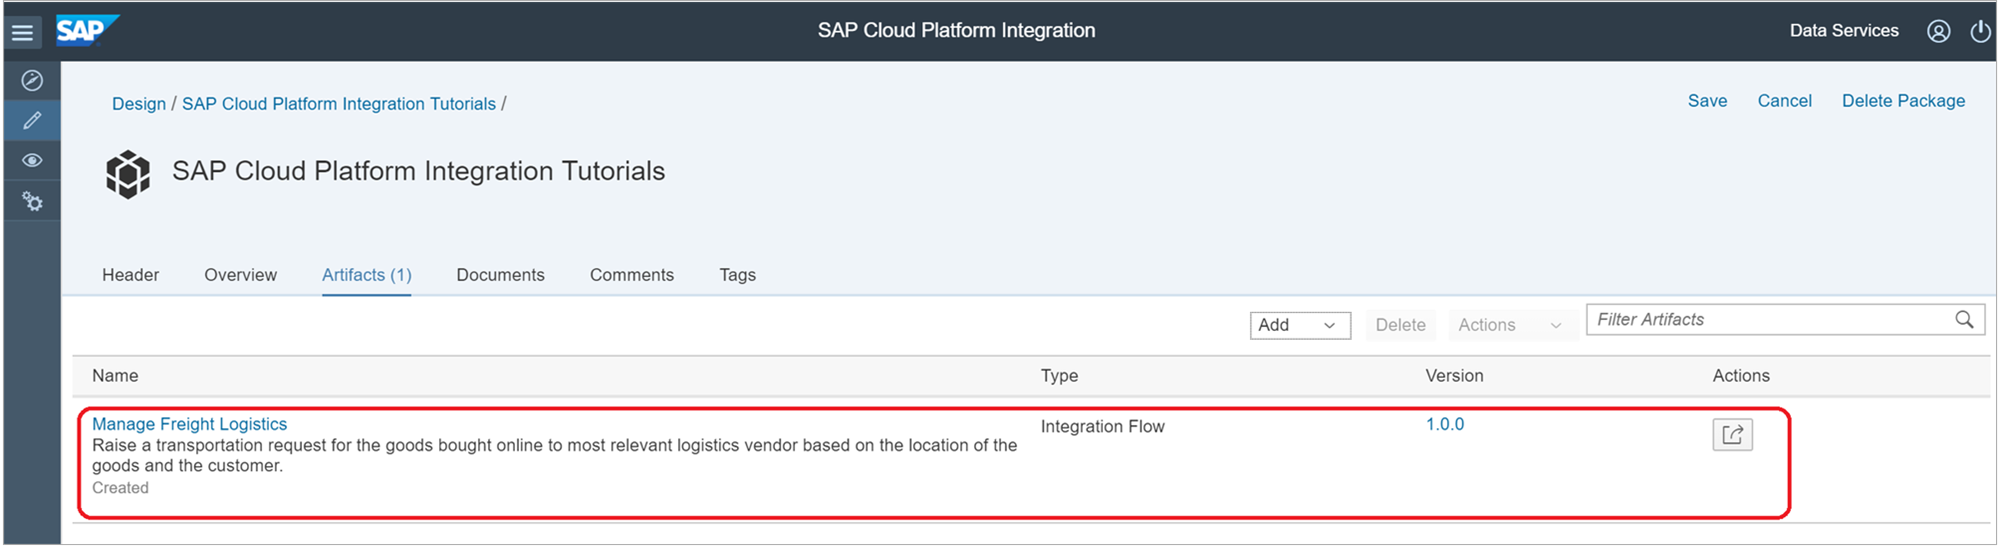 SAP
SAP Cloud Platform Integration
Data Services
Design / SAP Cloud Platform Integration Tutorials /
Save Cancel Delete Package
SAP Cloud Platform Integration Tutorials
Header Overview Artifacts (1) Documents Comments Tags
Add Delete Actions Filter Artifacts
Name Type Version Actions
Manage Freight Logistics Integration Flow 1.0.0
Raise a transportation request for the goods bought online to most relevant logistics vendor based on the location of the
goods and the customer.
Created